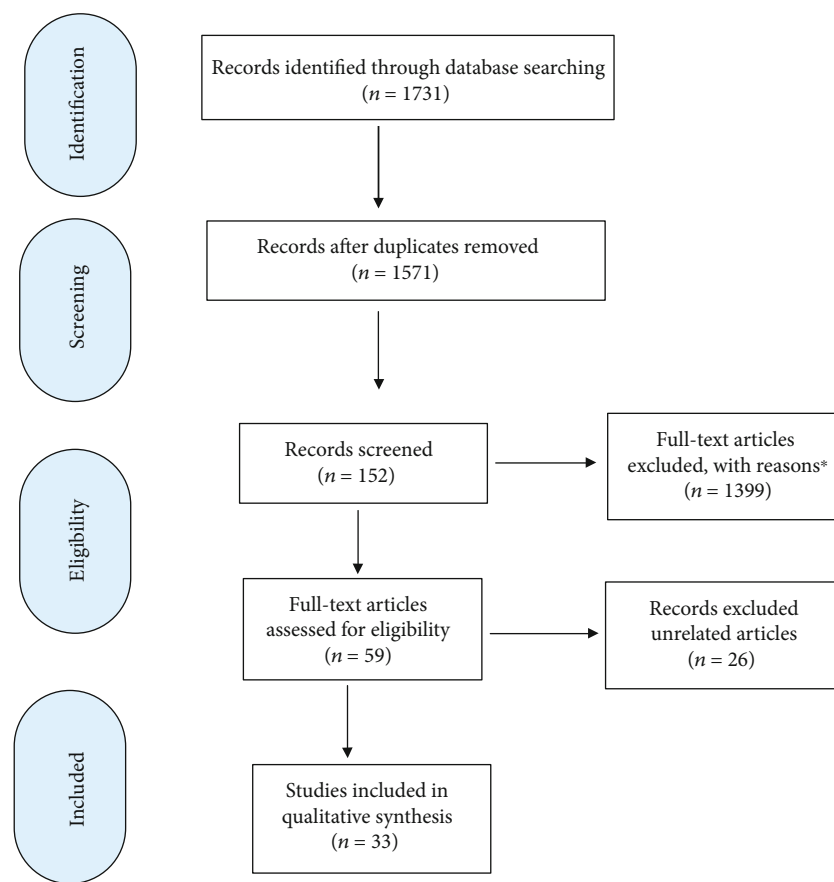 Identification
Records identified through database searching
(n = 1731)
Screening
Records after duplicates removed
(n = 1571)
Eligibility
Records screened
(n = 152)
Full-text articles
excluded, with reasons*
(n = 1399)
Full-text articles
assessed for eligibility
(n = 59)
Records excluded
unrelated articles
(n = 26)
Included
Studies included in
qualitative synthesis
(n = 33)